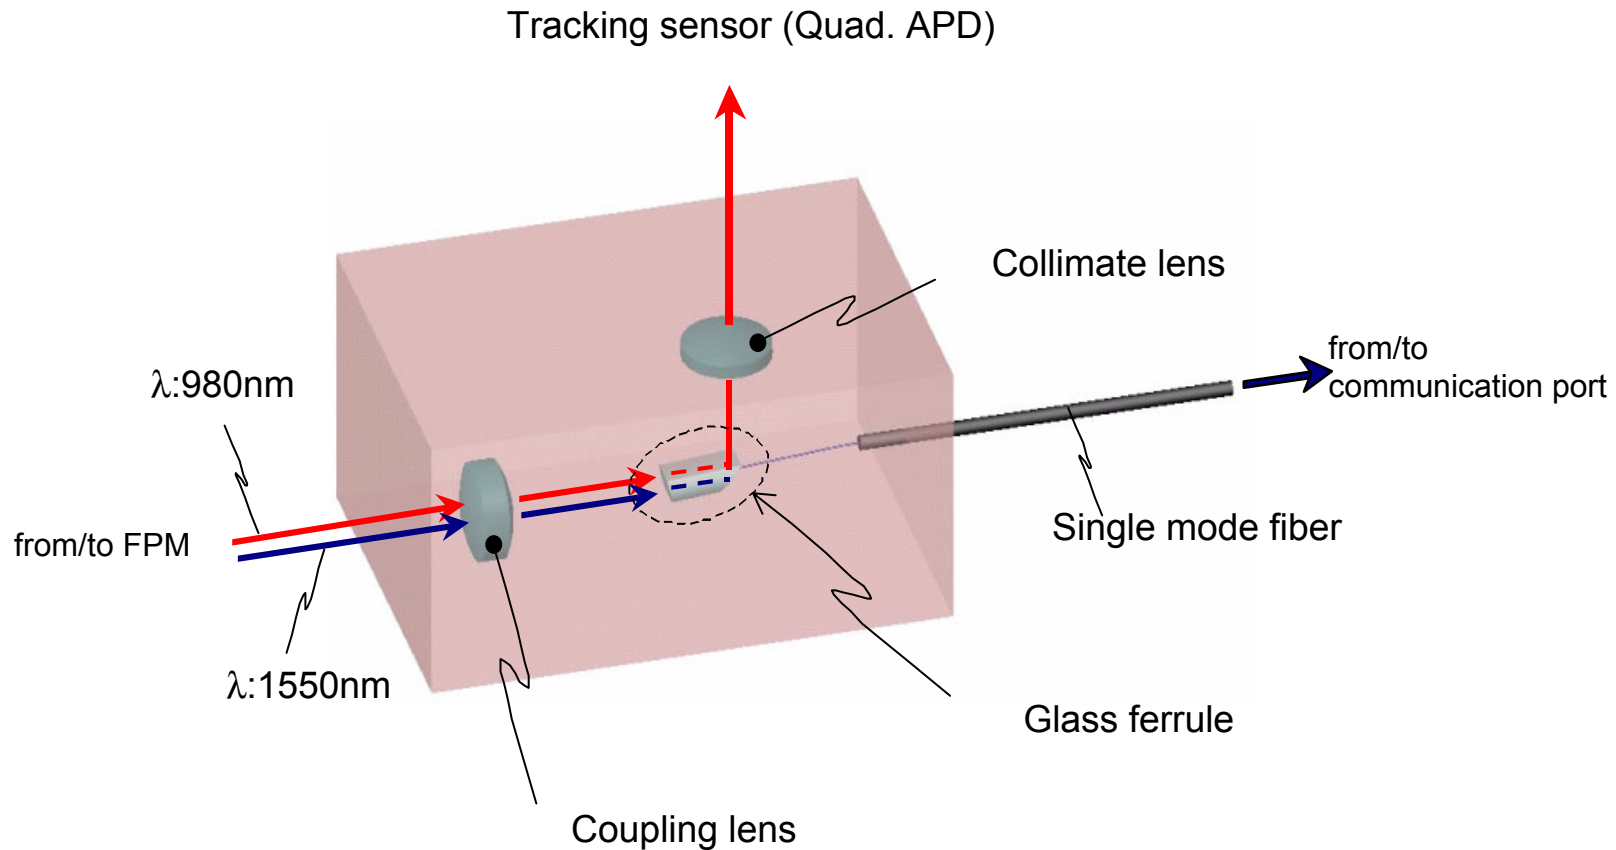 Tracking sensor (Quad. APD)
Collimate lens
from/to
communication port
λ:980nm
Single mode fiber
from/to FPM
λ:1550nm
Glass ferrule
Coupling lens